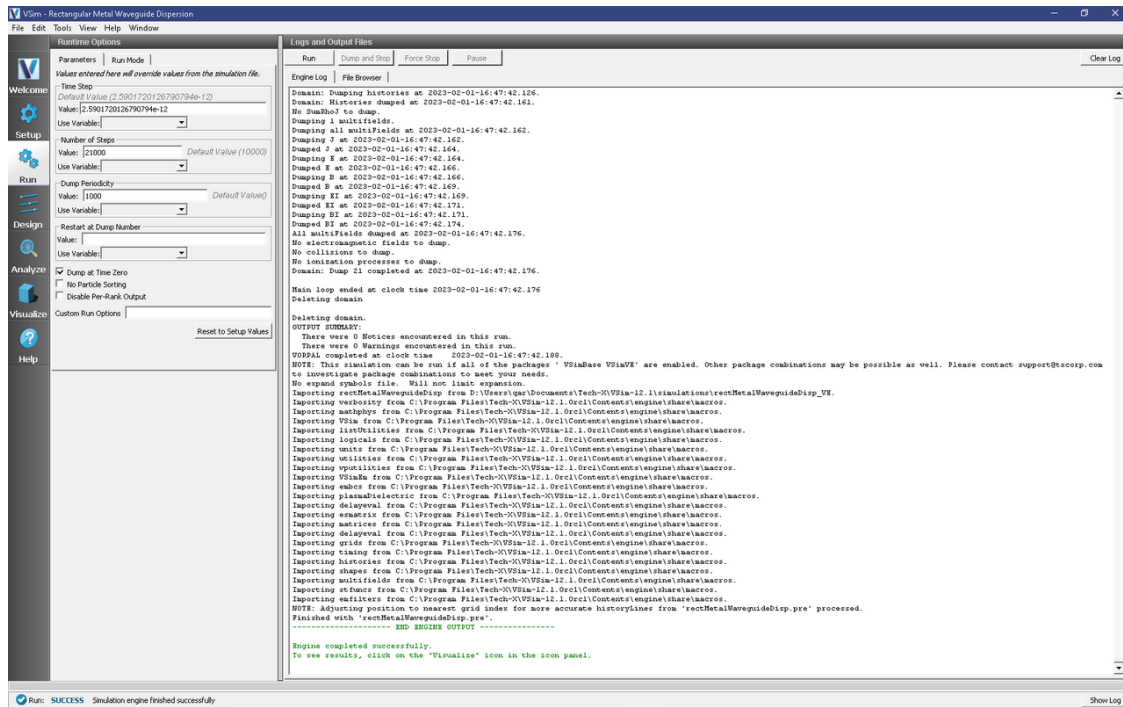 VSim - Rectangular Metal Waveguide Dispersion
File Edit Tools View Help Window
Welcome
Setup
Run
Design
Analyze
Visualize
Help
Runtime Options
Parameters Run Mode
Values entered here will override values from the simulation file.
Time Step
Default Value (2.5901720126790794e-12)
Value: 2.5901720126790794e-12
Use Variable:
Number of Steps
Value: 21000 Default Value (10000)
Use Variable:
Dump Periodicity
Value: 1000 Default Value()
Use Variable:
Restart at Dump Number
Value:
Use Variable:
Dump at Time Zero
No Particle Sorting
Disable Per-Rank Output
Custom Run Options
Reset to Setup Values
Logs and Output Files
Run Dump and Stop Force Stop Pause Clear Log
Engine Log File Browser
Domain: Dumping histories at 2023-02-01-16:47:42.126.
Domain: Histories dumped at 2023-02-01-16:47:42.161.
No SumRhoJ to dump.
Dumping 1 multifields.
Dumping all multiFields at 2023-02-01-16:47:42.162.
Dumping J at 2023-02-01-16:47:42.162.
Dumped J at 2023-02-01-16:47:42.164.
Dumping E at 2023-02-01-16:47:42.164.
Dumped E at 2023-02-01-16:47:42.166.
Dumping B at 2023-02-01-16:47:42.166.
Dumped B at 2023-02-01-16:47:42.169.
Dumping EI at 2023-02-01-16:47:42.169.
Dumped EI at 2023-02-01-16:47:42.171.
Dumping BI at 2023-02-01-16:47:42.171.
Dumped BI at 2023-02-01-16:47:42.174.
All multiFields dumped at 2023-02-01-16:47:42.176.
No electromagnetic fields to dump.
No collisions to dump.
No ionization processes to dump.
Domain: Dump 21 completed at 2023-02-01-16:47:42.176.
Main loop ended at clock time 2023-02-01-16:47:42.176
Deleting domain
Deleting domain.
OUTPUT SUMMARY:
There were 0 Notices encountered in this run.
There were 0 Warnings encountered in this run.
VORPAL completed at clock time 2023-02-01-16:47:42.188.
NOTE: This simulation can be run if all of the packages ' VSimBase VSimVE' are enabled. Other package combinations may be possible as well. Please contact support@txcorp.com
to investigate package combinations to meet your needs.
No expand symbols file. Will not limit expansion.
Importing rectMetalWaveguideDisp from D:\Users\qar\Documents\Tech-X\VSim-12.1\simulations\rectMetalWaveguideDisp_VE.
Importing verbosity from C:\Program Files\Tech-X\VSim-12.1.0rc1\Contents\engine\share\macros.
Importing mathphys from C:\Program Files\Tech-X\VSim-12.1.0rc1\Contents\engine\share\macros.
Importing VSim from C:\Program Files\Tech-X\VSim-12.1.0rc1\Contents\engine\share\macros.
Importing listUtilities from C:\Program Files\Tech-X\VSim-12.1.0rc1\Contents\engine\share\macros.
Importing logicals from C:\Program Files\Tech-X\VSim-12.1.0rc1\Contents\engine\share\macros.
Importing units from C:\Program Files\Tech-X\VSim-12.1.0rc1\Contents\engine\share\macros.
Importing utilities from C:\Program Files\Tech-X\VSim-12.1.0rc1\Contents\engine\share\macros.
Importing vputilities from C:\Program Files\Tech-X\VSim-12.1.0rc1\Contents\engine\share\macros.
Importing VSimEm from C:\Program Files\Tech-X\VSim-12.1.0rc1\Contents\engine\share\macros.
Importing embcs from C:\Program Files\Tech-X\VSim-12.1.0rc1\Contents\engine\share\macros.
Importing plasmaDielectric from C:\Program Files\Tech-X\VSim-12.1.0rc1\Contents\engine\share\macros.
Importing delayeval from C:\Program Files\Tech-X\VSim-12.1.0rc1\Contents\engine\share\macros.
Importing esmatrix from C:\Program Files\Tech-X\VSim-12.1.0rc1\Contents\engine\share\macros.
Importing matrices from C:\Program Files\Tech-X\VSim-12.1.0rc1\Contents\engine\share\macros.
Importing delayeval from C:\Program Files\Tech-X\VSim-12.1.0rc1\Contents\engine\share\macros.
Importing grids from C:\Program Files\Tech-X\VSim-12.1.0rc1\Contents\engine\share\macros.
Importing timing from C:\Program Files\Tech-X\VSim-12.1.0rc1\Contents\engine\share\macros.
Importing histories from C:\Program Files\Tech-X\VSim-12.1.0rc1\Contents\engine\share\macros.
Importing shapes from C:\Program Files\Tech-X\VSim-12.1.0rc1\Contents\engine\share\macros.
Importing multifields from C:\Program Files\Tech-X\VSim-12.1.0rc1\Contents\engine\share\macros.
Importing stfuncs from C:\Program Files\Tech-X\VSim-12.1.0rc1\Contents\engine\share\macros.
Importing emfilters from C:\Program Files\Tech-X\VSim-12.1.0rc1\Contents\engine\share\macros.
NOTE: Adjusting position to nearest grid index for more accurate historyLines from 'rectMetalWaveguideDisp.pre' processed.
Finished with 'rectMetalWaveguideDisp.pre'.
-------------------- END ENGINE OUTPUT ----------------
Engine completed successfully.
To see results, click on the "Visualize" icon in the icon panel.
Run: SUCCESS Simulation engine finished successfully Show Log